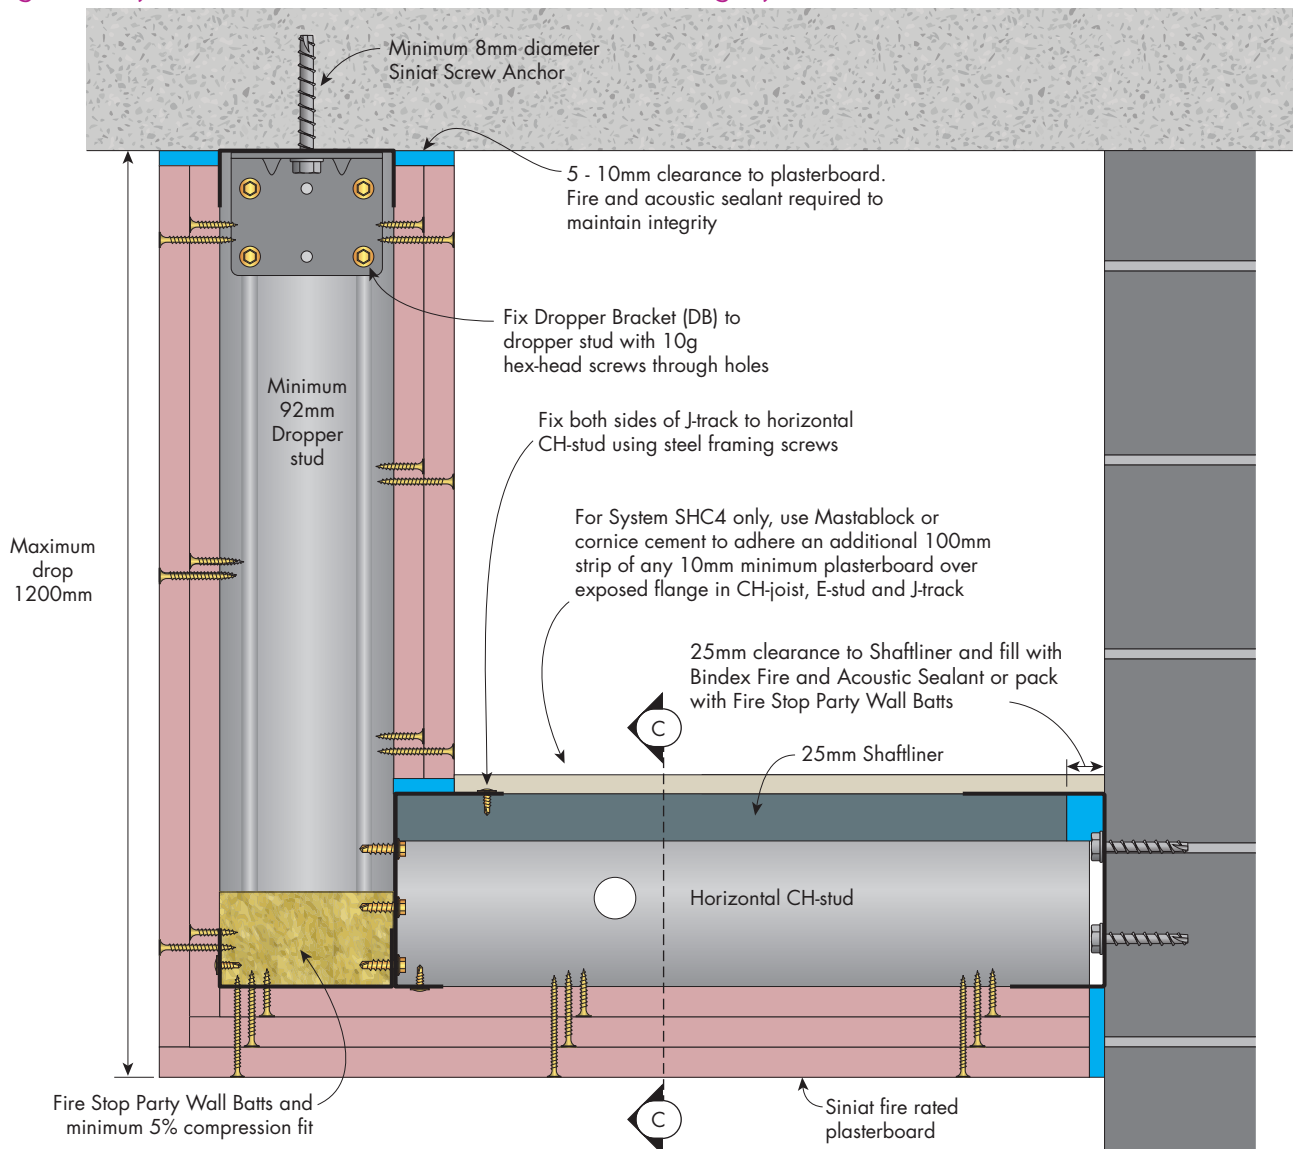 Minimum 8mm diameter
Siniat Screw Anchor
5 - 10mm clearance to plasterboard.
Fire and acoustic sealant required to
maintain integrity
Fix Dropper Bracket (DB) to
dropper stud with 10g
hex-head screws through holes
Minimum
92mm
Dropper
stud
Fix both sides of J-track to horizontal
CH-stud using steel framing screws
For System SHC4 only, use Mastablock or
cornice cement to adhere an additional 100mm
strip of any 10mm minimum plasterboard over
exposed flange in CH-joist, E-stud and J-track
Maximum
drop
1200mm
25mm clearance to Shaftliner and fill with
Bindex Fire and Acoustic Sealant or pack
with Fire Stop Party Wall Batts
C
25mm Shaftliner
Horizontal CH-stud
Fire Stop Party Wall Batts and
minimum 5% compression fit
C
Siniat fire rated
plasterboard